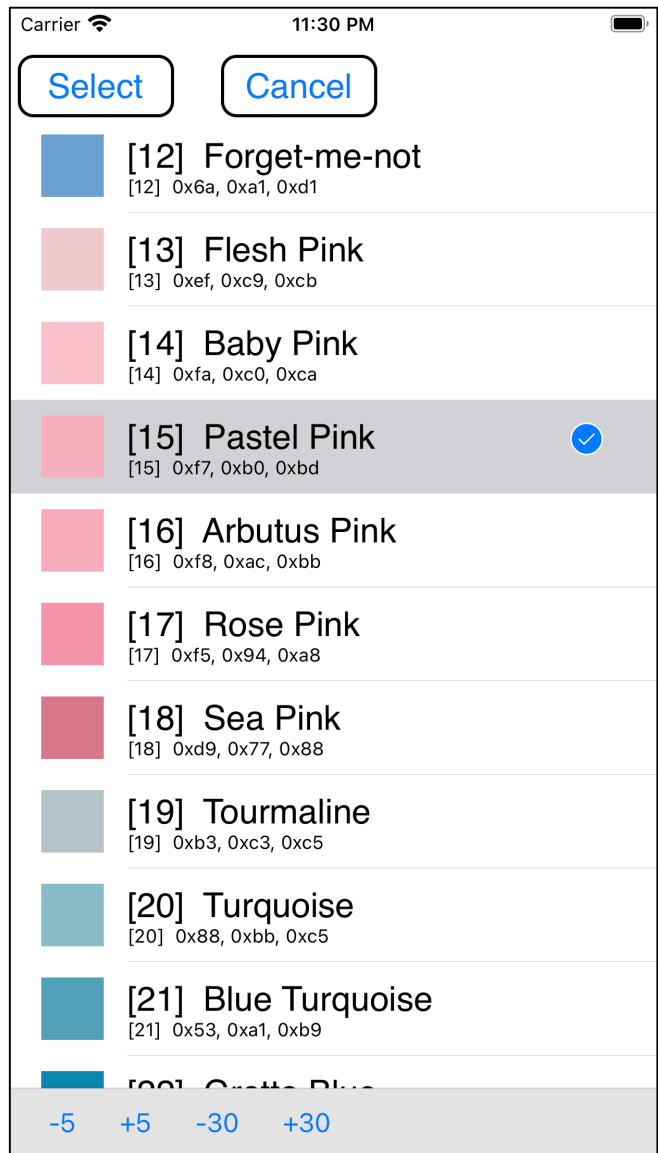 Carrier 11:30 PM
Select Cancel
[12] Forget-me-not
[12] 0x6a, 0xa1, 0xd1
[13] Flesh Pink
[13] 0xef, 0xc9, 0xcb
[14] Baby Pink
[14] 0xfa, 0xc0, 0xca
[15] Pastel Pink
[15] 0xf7, 0xb0, 0xbd
[16] Arbutus Pink
[16] 0xf8, 0xac, 0xbb
[17] Rose Pink
[17] 0xf5, 0x94, 0xa8
[18] Sea Pink
[18] 0xd9, 0x77, 0x88
[19] Tourmaline
[19] 0xb3, 0xc3, 0xc5
[20] Turquoise
[20] 0x88, 0xbb, 0xc5
[21] Blue Turquoise
[21] 0x53, 0xa1, 0xb9
-5 +5 -30 +30